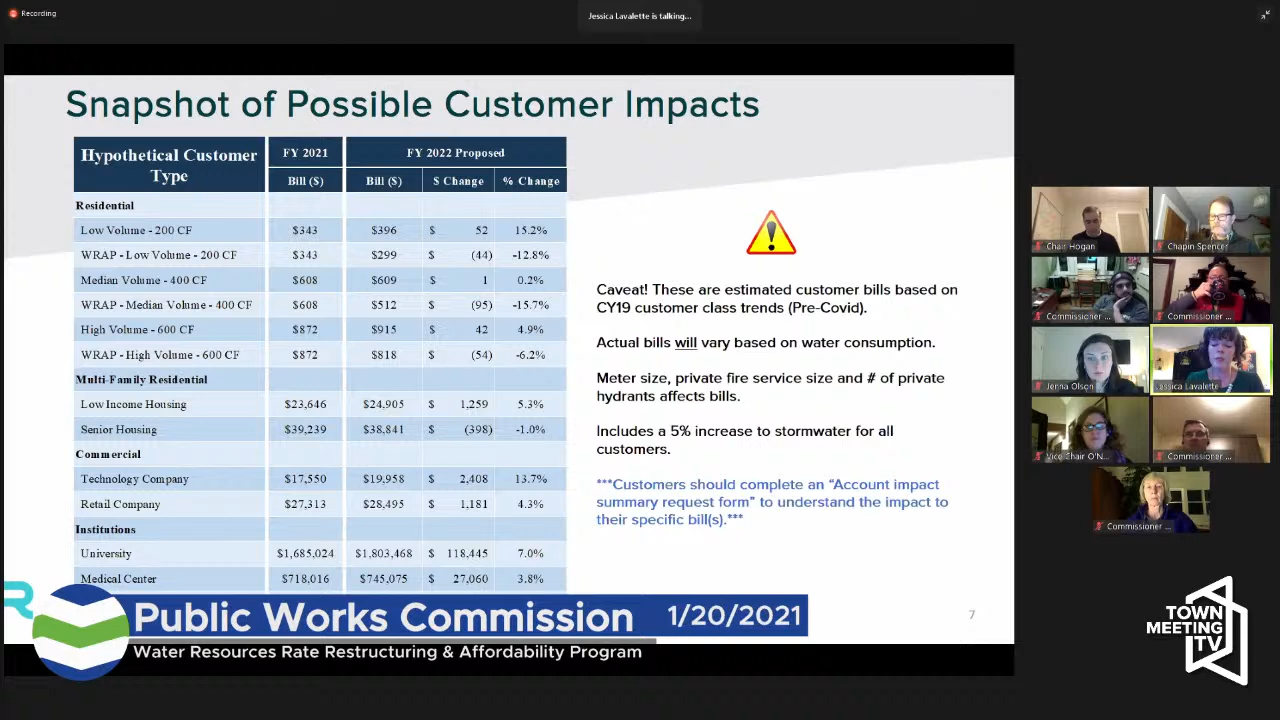 Recording
Jessica Lavalette is talking...
Snapshot of Possible Customer Impacts
Hypothetical Customer Type FY 2021 FY 2022 Proposed
Bill ($) Bill ($) $ Change % Change
Residential
Low Volume - 200 CF $343 $396 $ 52 15.2%
WRAP - Low Volume - 200 CF $343 $299 $ (44) -12.8%
Median Volume - 400 CF $608 $609 $ 1 0.2%
WRAP - Median Volume - 400 CF $608 $512 $ (95) -15.7%
High Volume - 600 CF $872 $915 $ 42 4.9%
WRAP - High Volume - 600 CF $872 $818 $ (54) -6.2%
Multi-Family Residential
Low Income Housing $23,646 $24,905 $ 1,259 5.3%
Senior Housing $39,239 $38,841 $ (398) -1.0%
Commercial
Technology Company $17,550 $19,958 $ 2,408 13.7%
Retail Company $27,313 $28,495 $ 1,181 4.3%
Institutions
University $1,685,024 $1,803,468 $ 118,445 7.0%
Medical Center $718,016 $745,075 $ 27,060 3.8%
Caveat! These are estimated customer bills based on
CY19 customer class trends (Pre-Covid).
Actual bills will vary based on water consumption.
Meter size, private fire service size and # of private
hydrants affects bills.
Includes a 5% increase to stormwater for all
customers.
***Customers should complete an “Account impact
summary request form” to understand the impact to
their specific bill(s).***
7
Chair Hogan
Chapin Spencer
Commissioner ...
Commissioner ...
Jenna Olson
Jessica Lavalette
Vice Chair O'N...
Commissioner ...
Commissioner ...
R
Public Works Commission 1/20/2021
Water Resources Rate Restructuring & Affordability Program
TOWN
MEETING
TV